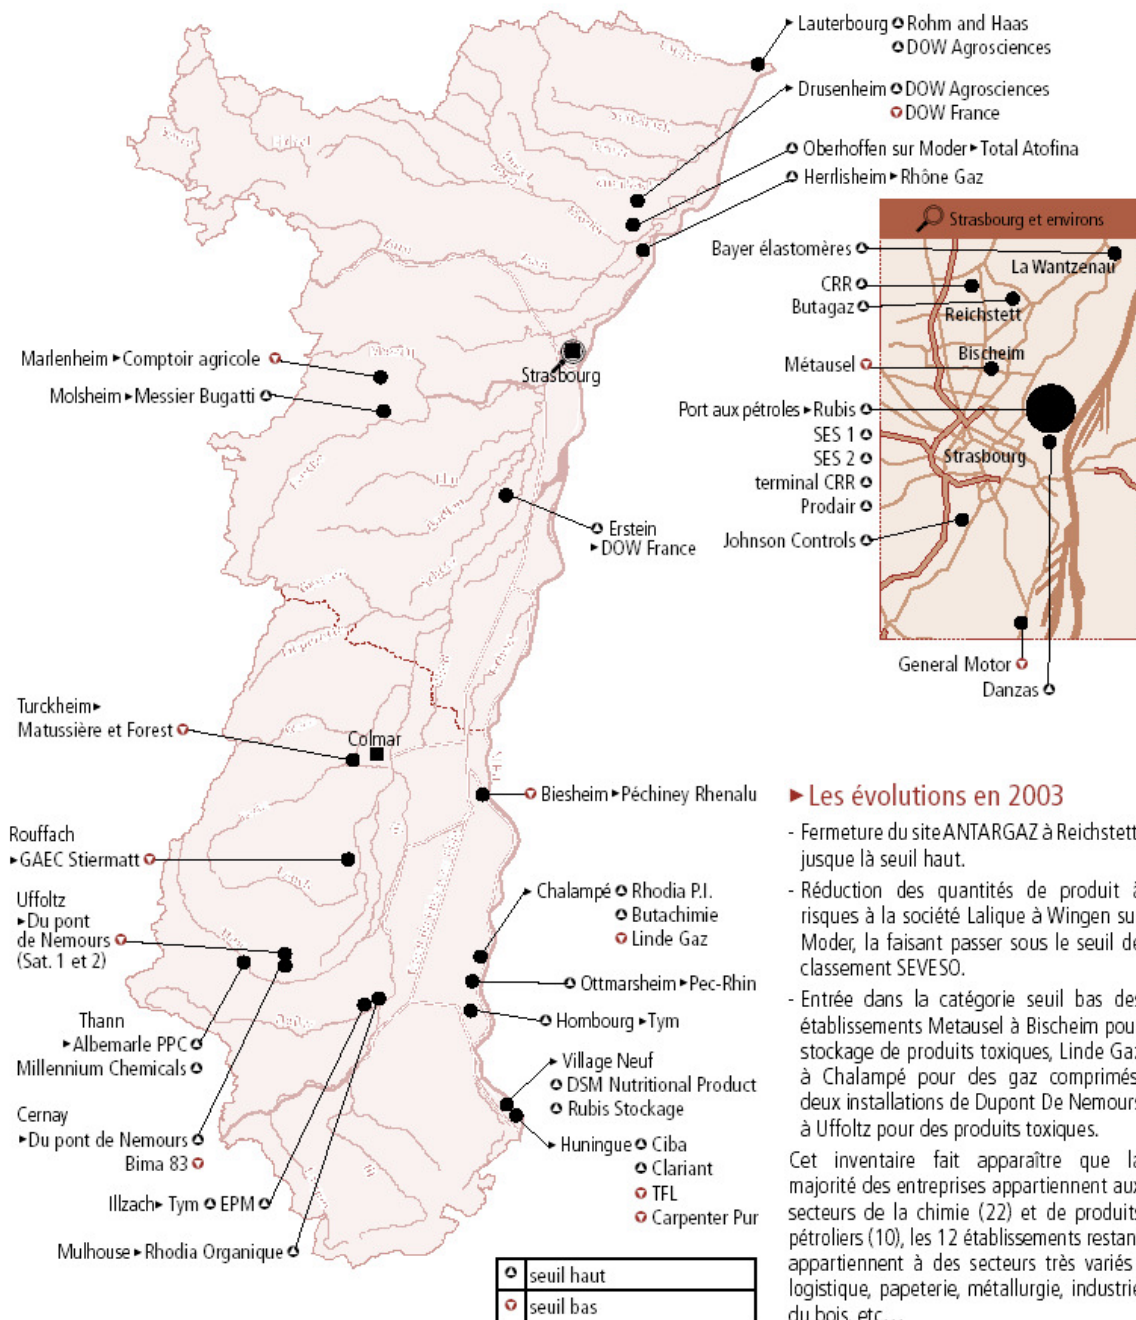 Lauterbourg Rohm and Haas
DOW Agrosciences
Drusenheim DOW Agrosciences
DOW France
Oberhoffen sur Moder Total Atofina
Herrlisheim Rhône Gaz
Strasbourg et environs
Bayer élastomères
La Wantzenau
CRR
Butagaz
Reichstett
Métausel
Bischeim
Port aux pétroles Rubis
SES 1
SES 2
Strasbourg
terminal CRR
Prodair
Johnson Controls
General Motor
Danzas
Marlenheim Comptoir agricole
Molsheim Messier Bugatti
Strasbourg
Erstein
DOW France
Turckheim
Matussière et Forest
Colmar
Biesheim Péchiney Rhenalu
Rouffach
GAEC Stiermatt
Uffoltz
Du pont
de Nemours
(Sat. 1 et 2)
Chalampé Rhodia P.I.
Butachimie
Linde Gaz
Ottmarsheim Pec-Rhin
Hombourg Tym
Thann
Albemarle PPC
Millennium Chemicals
Village Neuf
DSM Nutritional Product
Rubis Stockage
Cernay
Du pont de Nemours
Bima 83
Huningue Ciba
Clariant
TFL
Carpenter Pur
Illzach Tym EPM
Mulhouse Rhodia Organique
seuil haut
seuil bas
Les évolutions en 2003
- Fermeture du site ANTARGAZ à Reichstett
jusque là seuil haut.
- Réduction des quantités de produit à
risques à la société Lalique à Wingen su
Moder, la faisant passer sous le seuil de
classement SEVESO.
- Entrée dans la catégorie seuil bas des
établissements Metausel à Bischeim pou
stockage de produits toxiques, Linde Gaz
à Chalampé pour des gaz comprimés
deux installations de Dupont De Nemours
à Uffoltz pour des produits toxiques.
Cet inventaire fait apparaître que la
majorité des entreprises appartiennent aux
secteurs de la chimie (22) et de produits
pétroliers (10), les 12 établissements restan
appartiennent à des secteurs très variés
logistique, papeterie, métallurgie, industrie
du bois, etc...